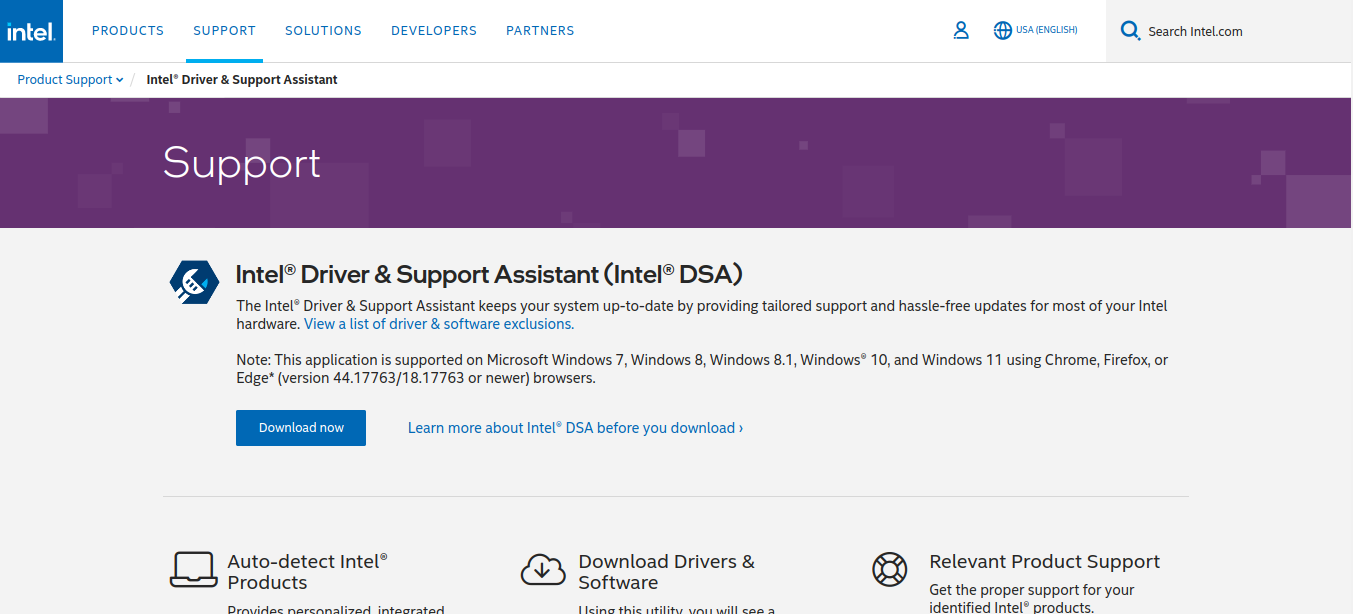 intel.
PRODUCTS
SUPPORT
SOLUTIONS
DEVELOPERS
PARTNERS
USA (ENGLISH)
Search Intel.com
Product Support / Intel® Driver & Support Assistant
Support
Intel® Driver & Support Assistant (Intel® DSA)
The Intel® Driver & Support Assistant keeps your system up-to-date by providing tailored support and hassle-free updates for most of your Intel
hardware. View a list of driver & software exclusions.
Note: This application is supported on Microsoft Windows 7, Windows 8, Windows 8.1, Windows® 10, and Windows 11 using Chrome, Firefox, or
Edge* (version 44.17763/18.17763 or newer) browsers.
Download now
Learn more about Intel® DSA before you download ›
Auto-detect Intel®
Products
Provides personalized, integrated
Download Drivers &
Software
Using this utility, you will see a
Relevant Product Support
Get the proper support for your
identified Intel® products.